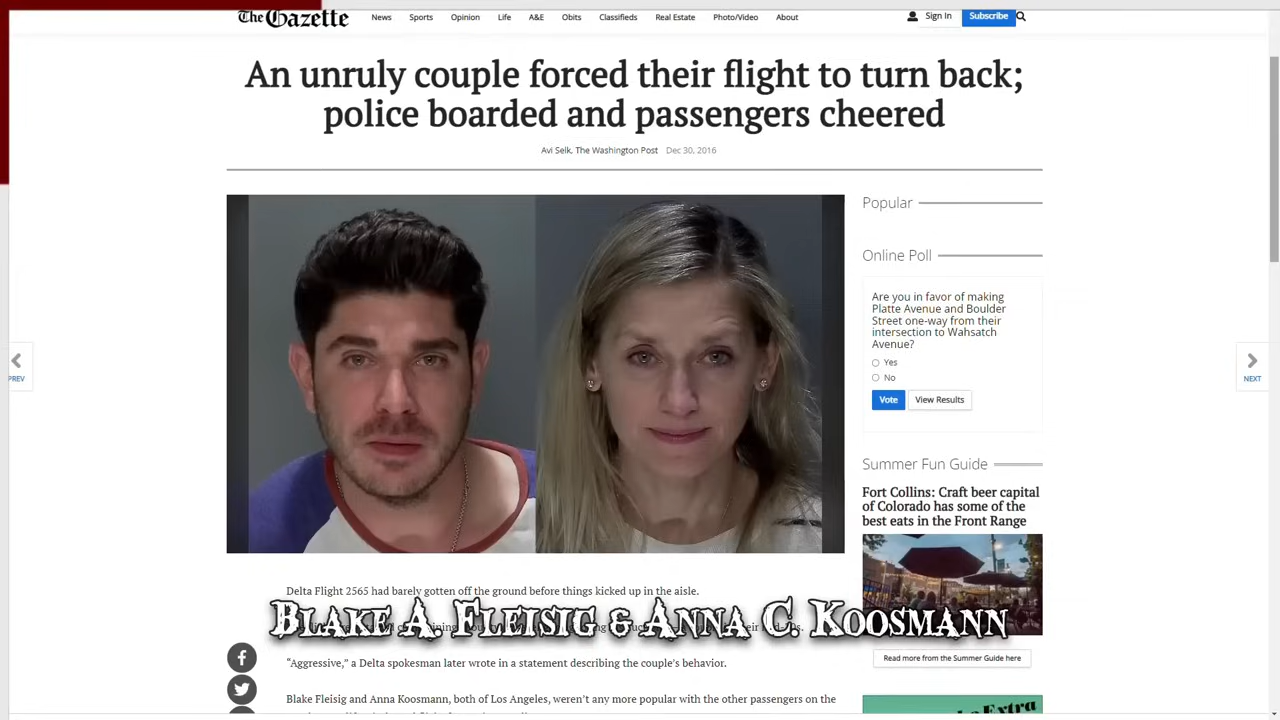 The Gazette
News Sports Opinion Life A&E Obits Classifieds Real Estate Photo/Video About
Sign In Subscribe
An unruly couple forced their flight to turn back;
police boarded and passengers cheered
Avi Selk, The Washington Post Dec 30, 2016
PREV
NEXT
Popular
Online Poll
Are you in favor of making
Platte Avenue and Boulder
Street one-way from their
intersection to Wahsatch
Avenue?
Yes
No
Vote View Results
Summer Fun Guide
Fort Collins: Craft beer capital
of Colorado has some of the
best eats in the Front Range
Read more from the Summer Guide here
Delta Flight 2565 had barely gotten off the ground before things kicked up in the aisle.
Blake A. Fleisig & Anna C. Koosmann
“Aggressive,” a Delta spokesman later wrote in a statement describing the couple’s behavior.
Blake Fleisig and Anna Koosmann, both of Los Angeles, weren’t any more popular with the other passengers on the
Extra